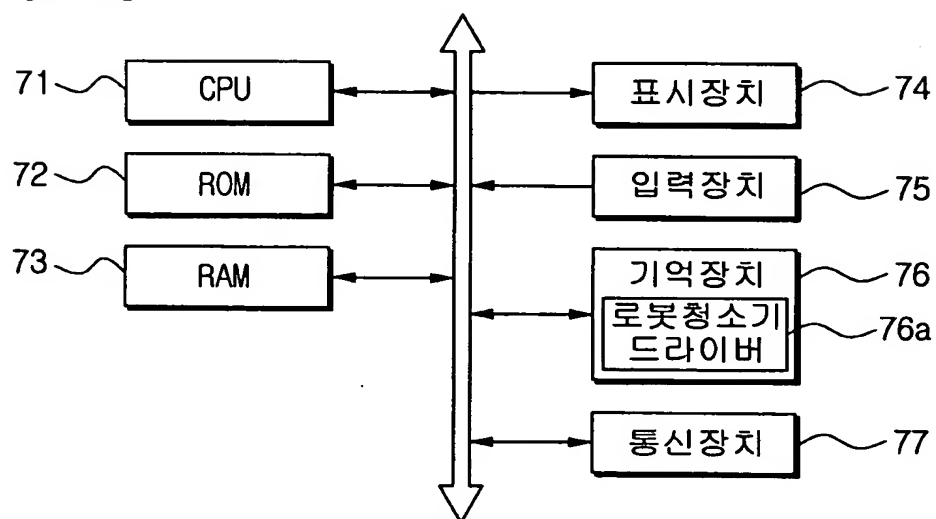 71
CPU
표시장치
74
72
ROM
입력장치
75
73
RAM
기억장치
76
로봇청소기
드라이버
76a
통신장치
77